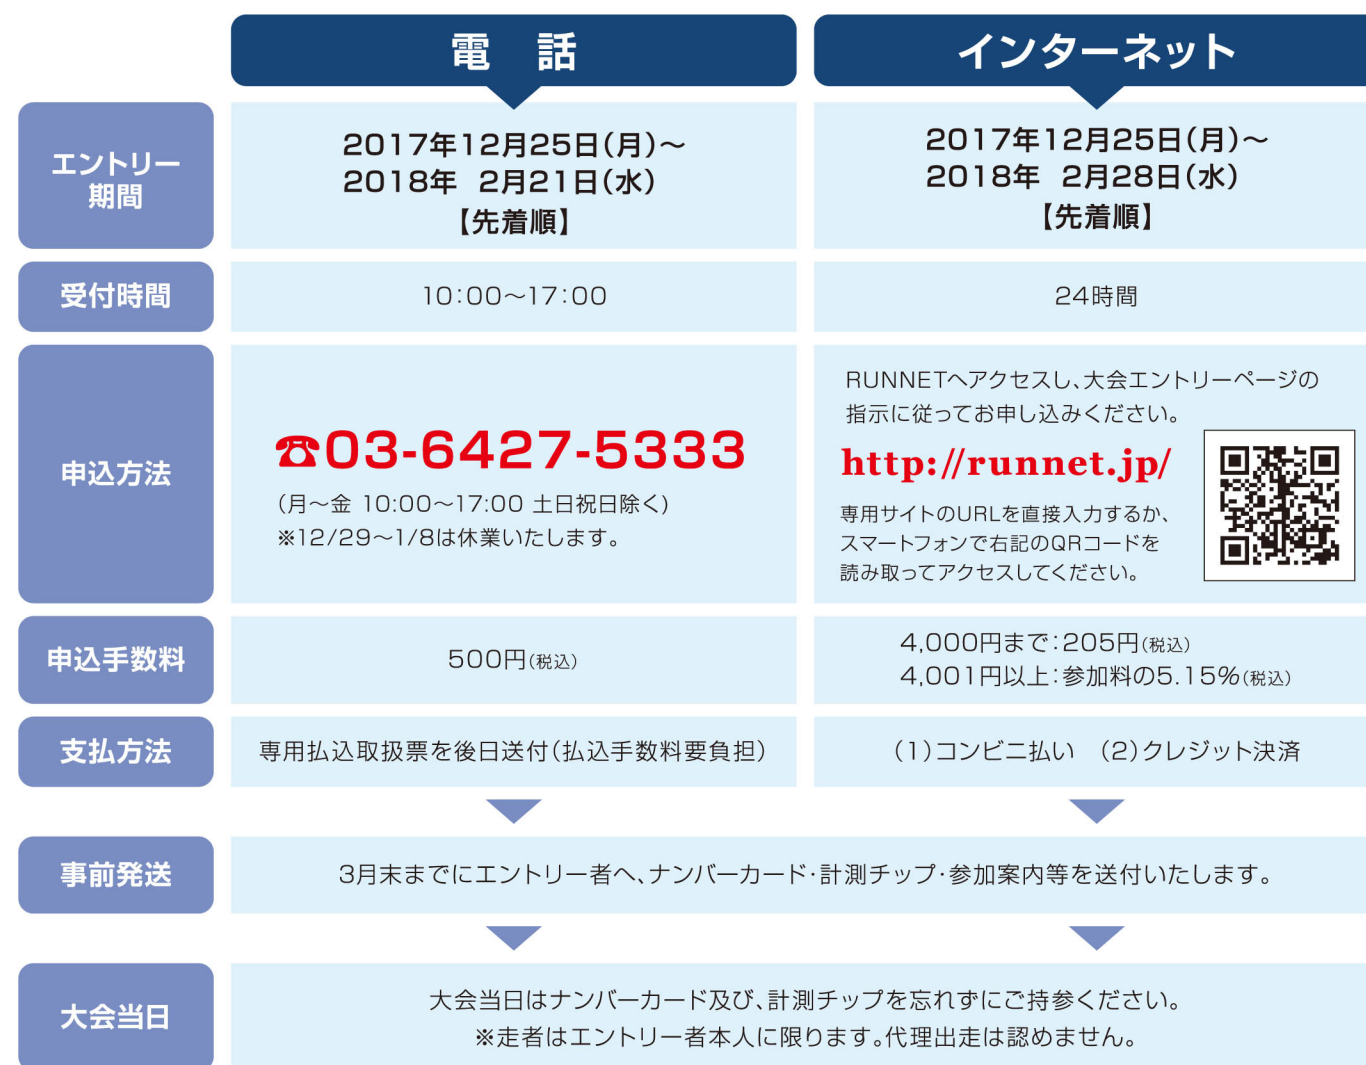 電 話
インターネット
エントリー
期間
2017年12月25日(月)～
2018年 2月21日(水)
【先着順】
2017年12月25日(月)～
2018年 2月28日(水)
【先着順】
受付時間
10:00～17:00
24時間
申込方法
☎03-6427-5333
(月～金 10:00～17:00 土日祝日除く)
※12/29～1/8は休業いたします。
RUNNETへアクセスし、大会エントリーページの
指示に従ってお申し込みください。
http://runnet.jp/
専用サイトのURLを直接入力するか、
スマートフォンで右記のQRコードを
読み取ってアクセスしてください。
申込手数料
500円(税込)
4,000円まで:205円(税込)
4,001円以上:参加料の5.15%(税込)
支払方法
専用払込取扱票を後日送付(払込手数料要負担)
(1)コンビニ払い (2)クレジット決済
事前発送
3月末までにエントリー者へ、ナンバーカード・計測チップ・参加案内等を送付いたします。
大会当日
大会当日はナンバーカード及び、計測チップを忘れずにご持参ください。
※走者はエントリー者本人に限ります。代理出走は認めません。